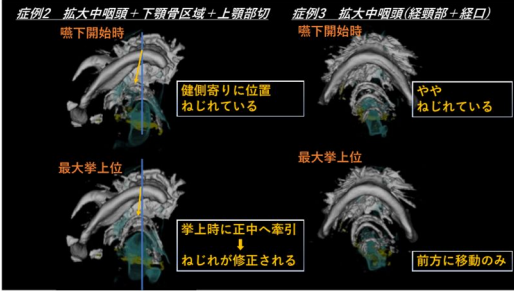 症例2　拡大中咽頭＋下顎骨区域＋上顎部切
嚥下開始時
健側寄りに位置
ねじれている
最大挙上位
挙上時に正中へ牽引
⬇
ねじれが修正される
症例3　拡大中咽頭(経頸部＋経口)
嚥下開始時
やや
ねじれている
最大挙上位
前方に移動のみ